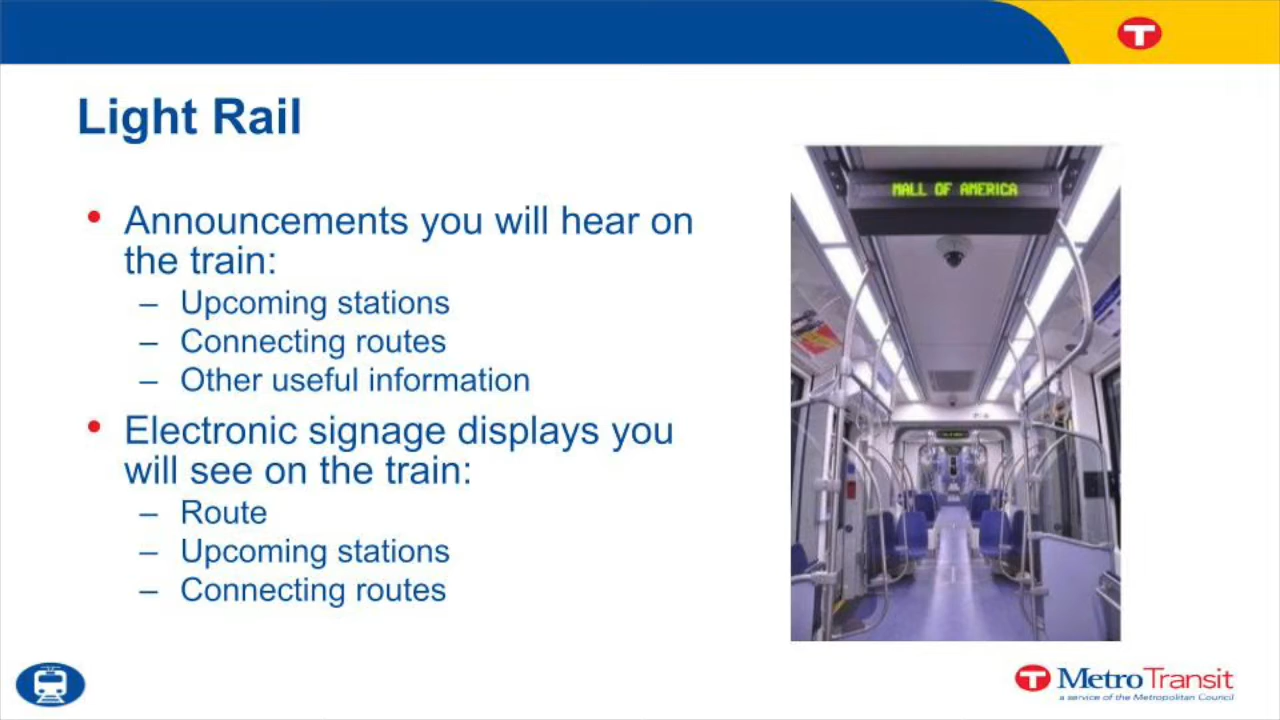 Light Rail
• Announcements you will hear on
the train:
– Upcoming stations
– Connecting routes
– Other useful information
• Electronic signage displays you
will see on the train:
– Route
– Upcoming stations
– Connecting routes
MALL OF AMERICA
T
T MetroTransit
a service of the Metropolitan Council